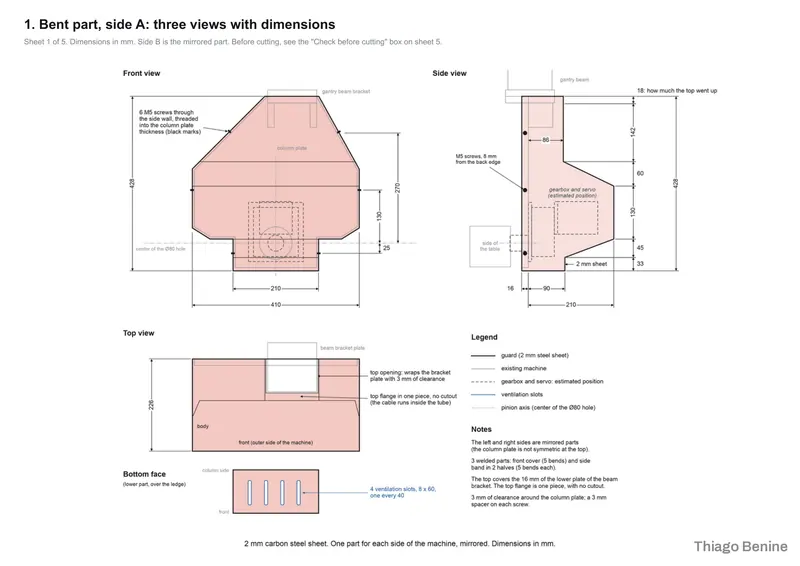 1. Bent part, side A: three views with dimensions
Sheet 1 of 5. Dimensions in mm. Side B is the mirrored part. Before cutting, see the "Check before cutting" box on sheet 5.
Front view
gantry beam bracket
6 M5 screws through
the side wall, threaded
into the column plate
thickness (black marks)
column plate
428
270
130
25
center of the Ø80 hole
210
410
Side view
gantry beam
18: how much the top went up
142
86
M5 screws, 8 mm
from the back edge
60
gearbox and servo
(estimated position)
428
130
side of
the table
45
2 mm sheet
33
16
90
210
Top view
beam bracket plate
top opening: wraps the bracket
plate with 3 mm of clearance
226
top flange in one piece, no cutout
(the cable runs inside the tube)
body
front (outer side of the machine)
Bottom face
(lower part, over the ledge)
column side
4 ventilation slots, 8 x 60,
one every 40
front
Legend
guard (2 mm steel sheet)
existing machine
gearbox and servo: estimated position
ventilation slots
pinion axis (center of the Ø80 hole)
Notes
The left and right sides are mirrored parts
(the column plate is not symmetric at the top).
3 welded parts: front cover (5 bends) and side
band in 2 halves (5 bends each).
The top covers the 16 mm of the lower plate of the beam
bracket. The top flange is one piece, with no cutout.
3 mm of clearance around the column plate: a 3 mm
spacer on each screw.
2 mm carbon steel sheet. One part for each side of the machine, mirrored. Dimensions in mm.
Thiago Benine